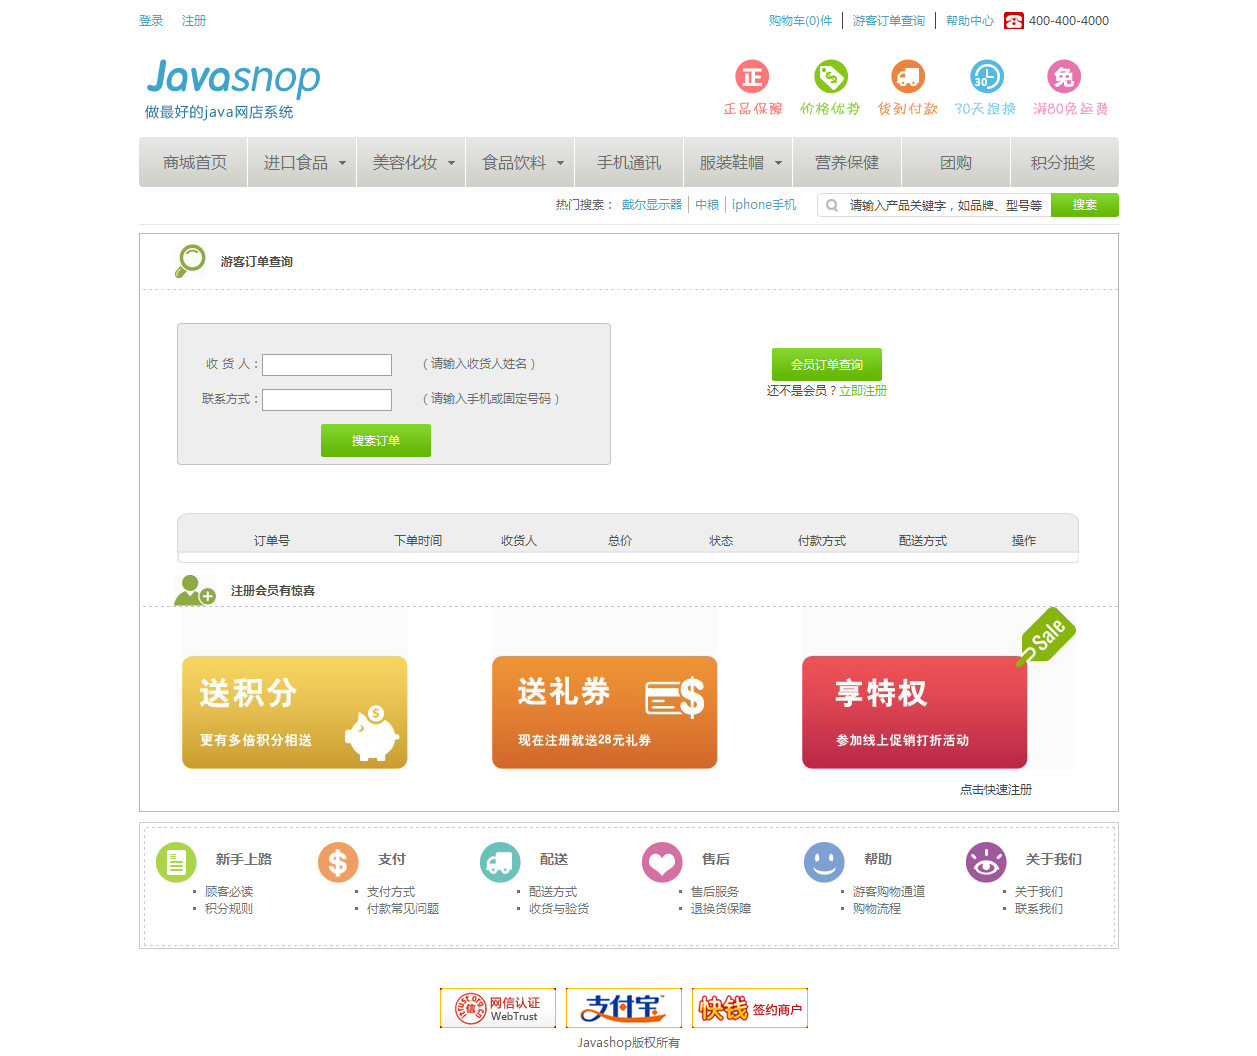 登录 注册 购物车(0)件 游客订单查询 帮助中心 400-400-4000
Javashop
做最好的java网店系统
正 30 免
正品保障 价格优势 货到付款 30天退换 满80免运费
商城首页 进口食品 美容化妆 食品饮料 手机通讯 服装鞋帽 营养保健 团购 积分抽奖
热门搜索： 戴尔显示器 中粮 iphone手机 请输入产品关键字，如品牌、型号等 搜索
游客订单查询
收 货 人： （请输入收货人姓名）
联系方式： （请输入手机或固定号码）
搜索订单
会员订单查询
还不是会员？立即注册
订单号 下单时间 收货人 总价 状态 付款方式 配送方式 操作
注册会员有惊喜
送积分
更有多倍积分相送
送礼券
现在注册就送28元礼券
Sale
享特权
参加线上促销打折活动
点击快速注册
新手上路 支付 配送 售后 帮助 关于我们
顾客必读 支付方式 配送方式 售后服务 游客购物通道 关于我们
积分规则 付款常见问题 收货与验货 退换货保障 购物流程 联系我们
itrust.org.cn 信 网信认证 WebTrust 支付宝 快钱 签约商户
Javashop版权所有